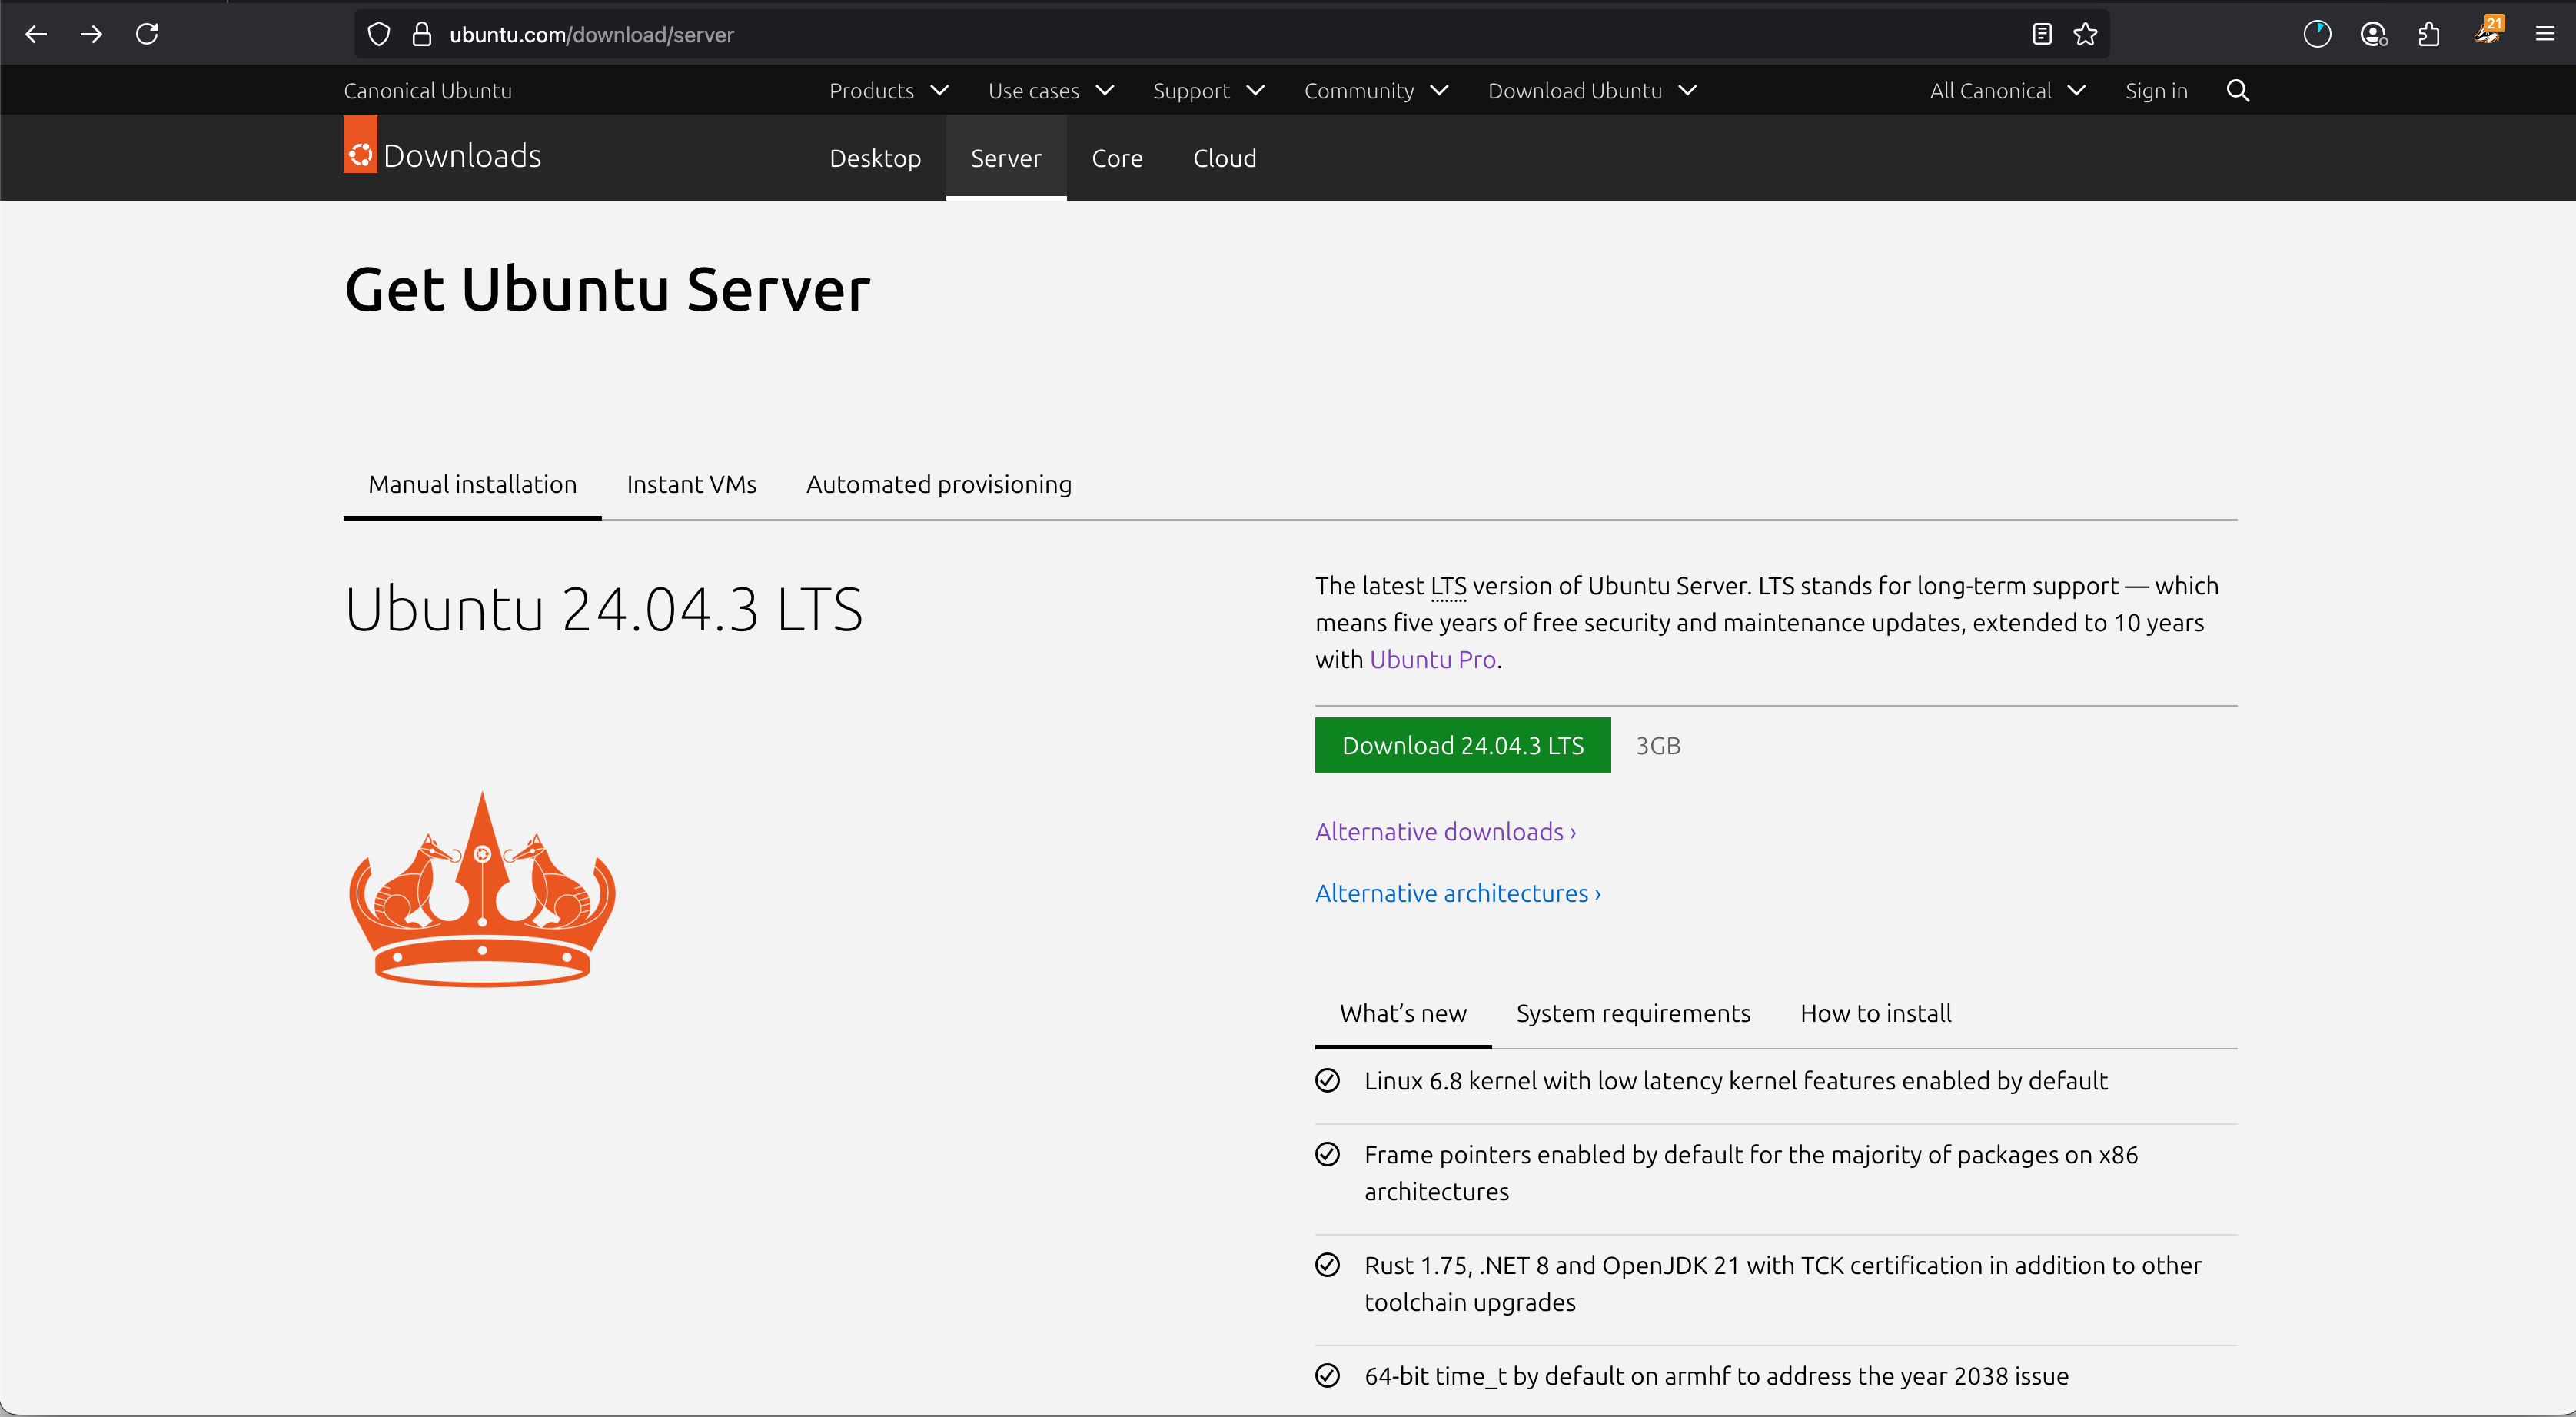 ubuntu.com/download/server
21
Canonical Ubuntu
Products
Use cases
Support
Community
Download Ubuntu
All Canonical
Sign in
Downloads
Desktop
Server
Core
Cloud
Get Ubuntu Server
Manual installation
Instant VMs
Automated provisioning
Ubuntu 24.04.3 LTS
The latest LTS version of Ubuntu Server. LTS stands for long-term support — which
means five years of free security and maintenance updates, extended to 10 years
with Ubuntu Pro.
Download 24.04.3 LTS
3GB
Alternative downloads ›
Alternative architectures ›
What’s new
System requirements
How to install
Linux 6.8 kernel with low latency kernel features enabled by default
Frame pointers enabled by default for the majority of packages on x86
architectures
Rust 1.75, .NET 8 and OpenJDK 21 with TCK certification in addition to other
toolchain upgrades
64-bit time_t by default on armhf to address the year 2038 issue